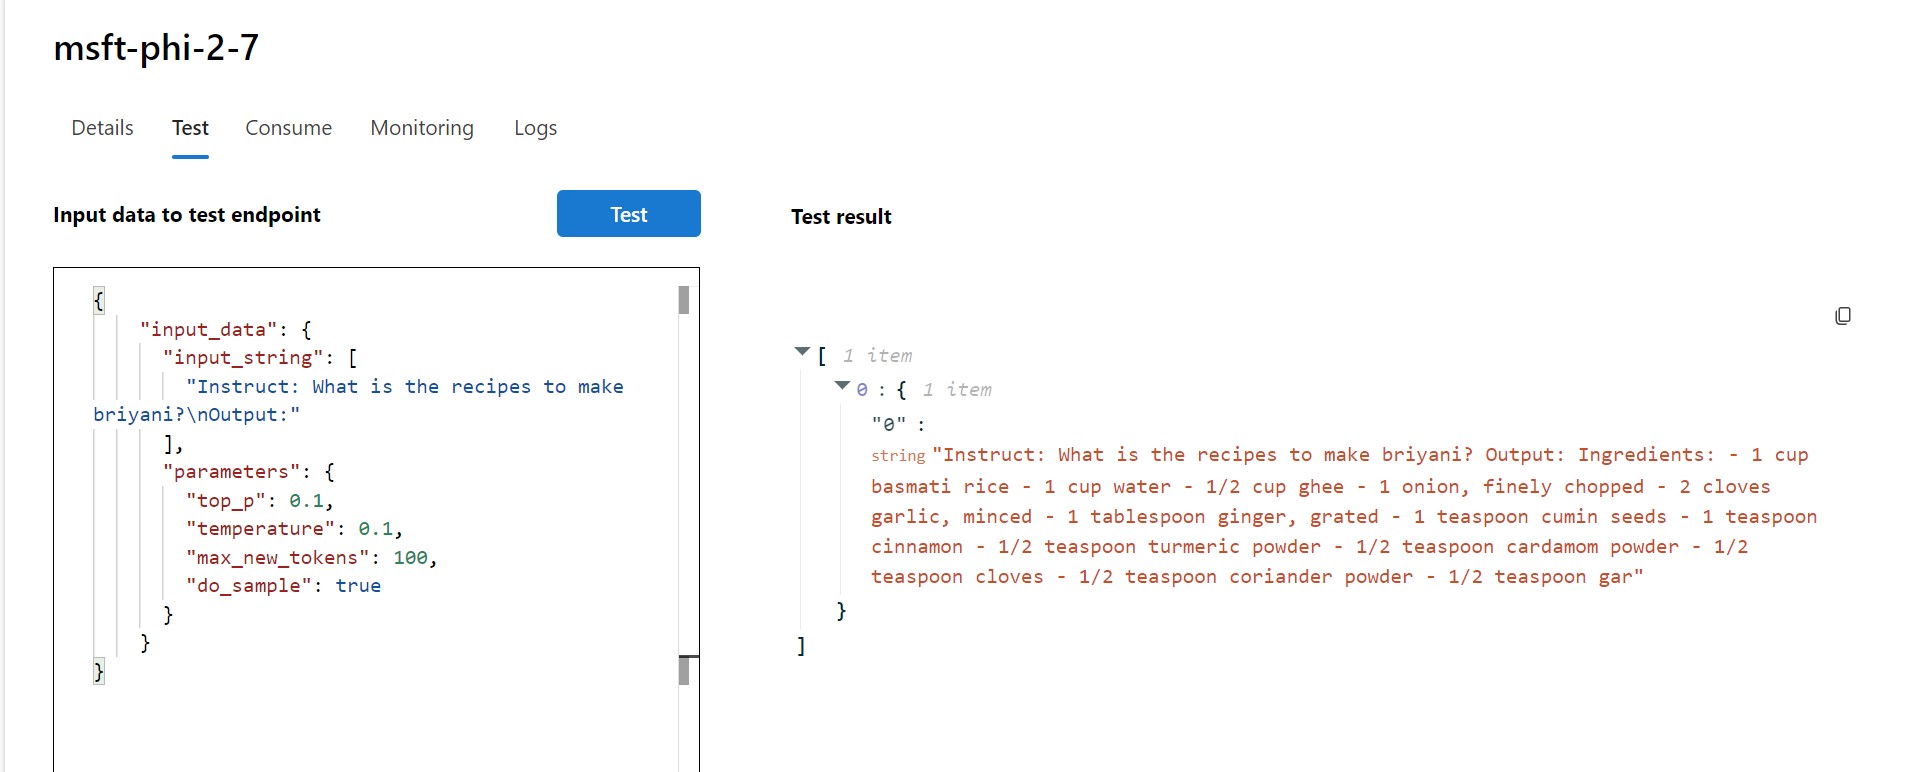 msft-phi-2-7
Details Test Consume Monitoring Logs
Input data to test endpoint
Test
{
"input_data": {
"input_string": [
"Instruct: What is the recipes to make
briyani?\nOutput:"
],
"parameters": {
"top_p": 0.1,
"temperature": 0.1,
"max_new_tokens": 100,
"do_sample": true
}
}
}
Test result
[ 1 item
0 : { 1 item
"0" :
string "Instruct: What is the recipes to make briyani? Output: Ingredients: - 1 cup
basmati rice - 1 cup water - 1/2 cup ghee - 1 onion, finely chopped - 2 cloves
garlic, minced - 1 tablespoon ginger, grated - 1 teaspoon cumin seeds - 1 teaspoon
cinnamon - 1/2 teaspoon turmeric powder - 1/2 teaspoon cardamom powder - 1/2
teaspoon cloves - 1/2 teaspoon coriander powder - 1/2 teaspoon gar"
}
]